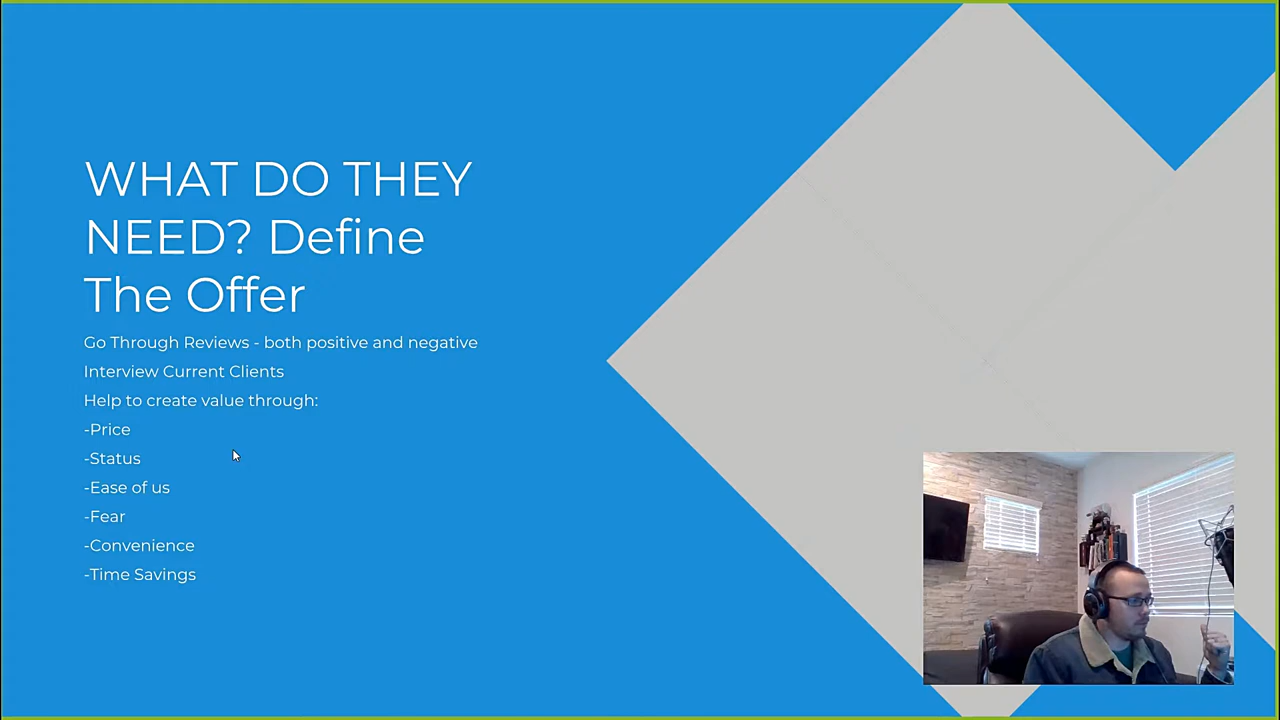 WHAT DO THEY
NEED? Define
The Offer
Go Through Reviews - both positive and negative
Interview Current Clients
Help to create value through:
-Price
-Status
-Ease of us
-Fear
-Convenience
-Time Savings